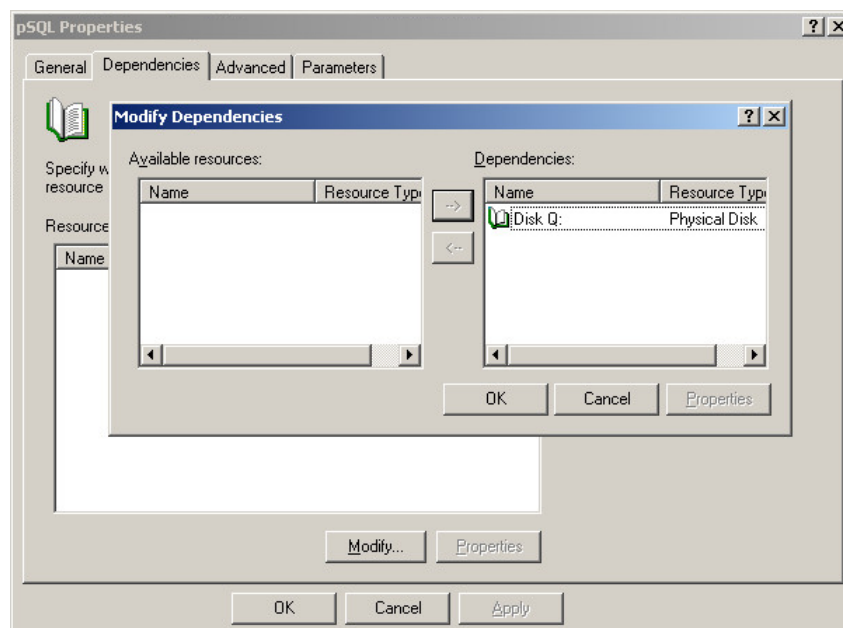 pSQL Properties
General Dependencies Advanced Parameters
Modify Dependencies
Available resources:
Dependencies:
Name Resource Typ
Name Resource Typ
Disk Q: Physical Disk
-->
<--
OK Cancel Properties
Specify w
resource
Resource
Name
Modify... Properties
OK Cancel Apply